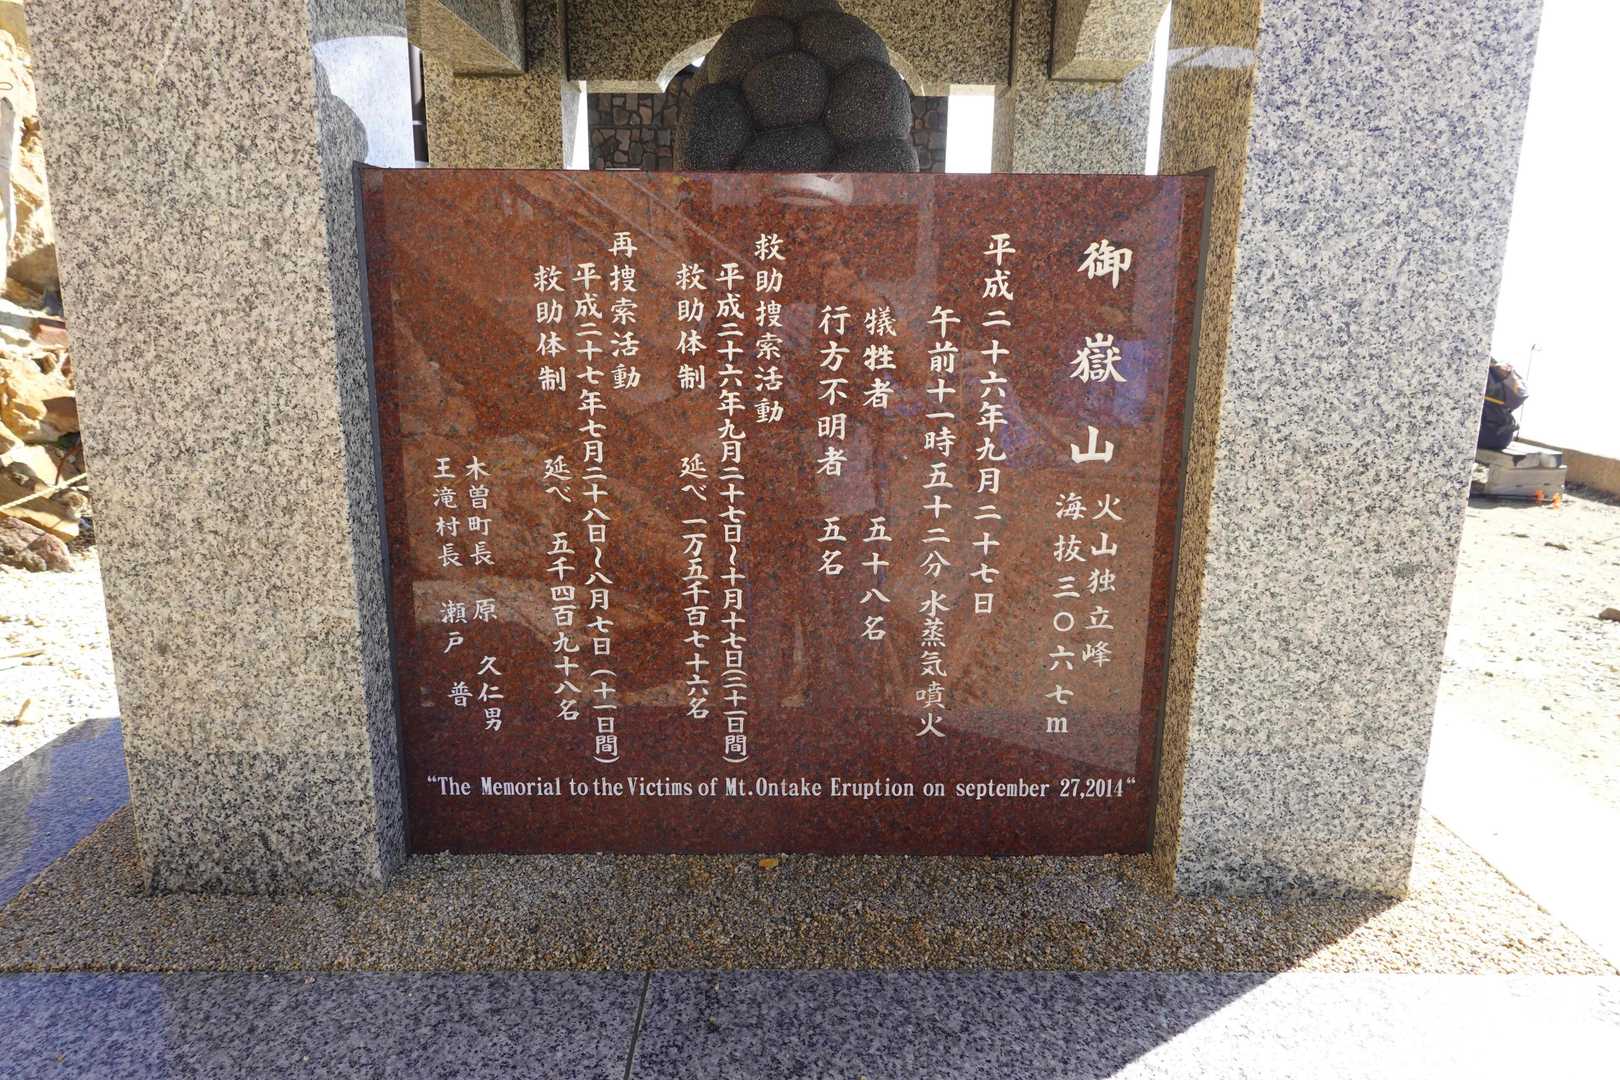 御嶽山
火山独立峰
海抜三〇六七m
平成二十六年九月二十七日
午前十一時五十二分 水蒸気噴火
犠牲者 五十八名
行方不明者 五名
救助捜索活動
平成二十六年九月二十七日〜十月十七日(二十一日間)
救助体制 延べ 一万五千百七十六名
再捜索活動
平成二十七年七月二十八日〜八月七日(十一日間)
救助体制 延べ 五千四百九十八名
木曽町長 原 久仁男
王滝村長 瀬戸 普
“The Memorial to the Victims of Mt.Ontake Eruption on september 27,2014“